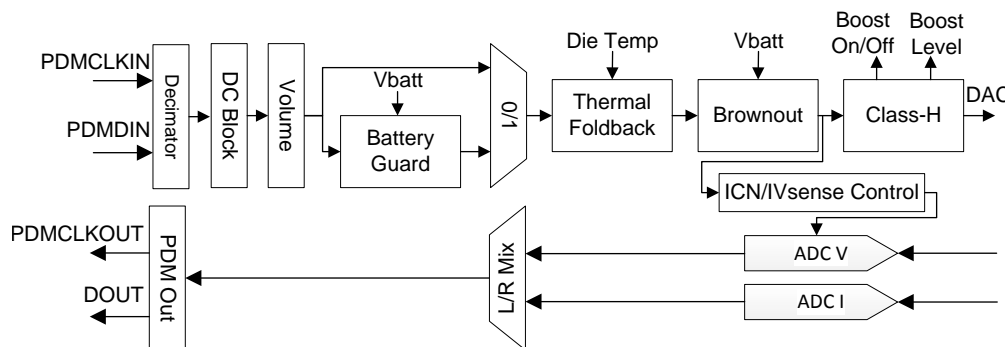 Boost
On/Off
Boost
Level
Die Temp
Vbatt
PDMCLKIN
PDMDIN
Decimator
DC Block
Volume
Vbatt
Battery
Guard
0/1
Thermal
Foldback
Brownout
Class-H
DAC
ICN/IVsense Control
PDMCLKOUT
DOUT
PDM Out
L/R Mix
ADC V
ADC I